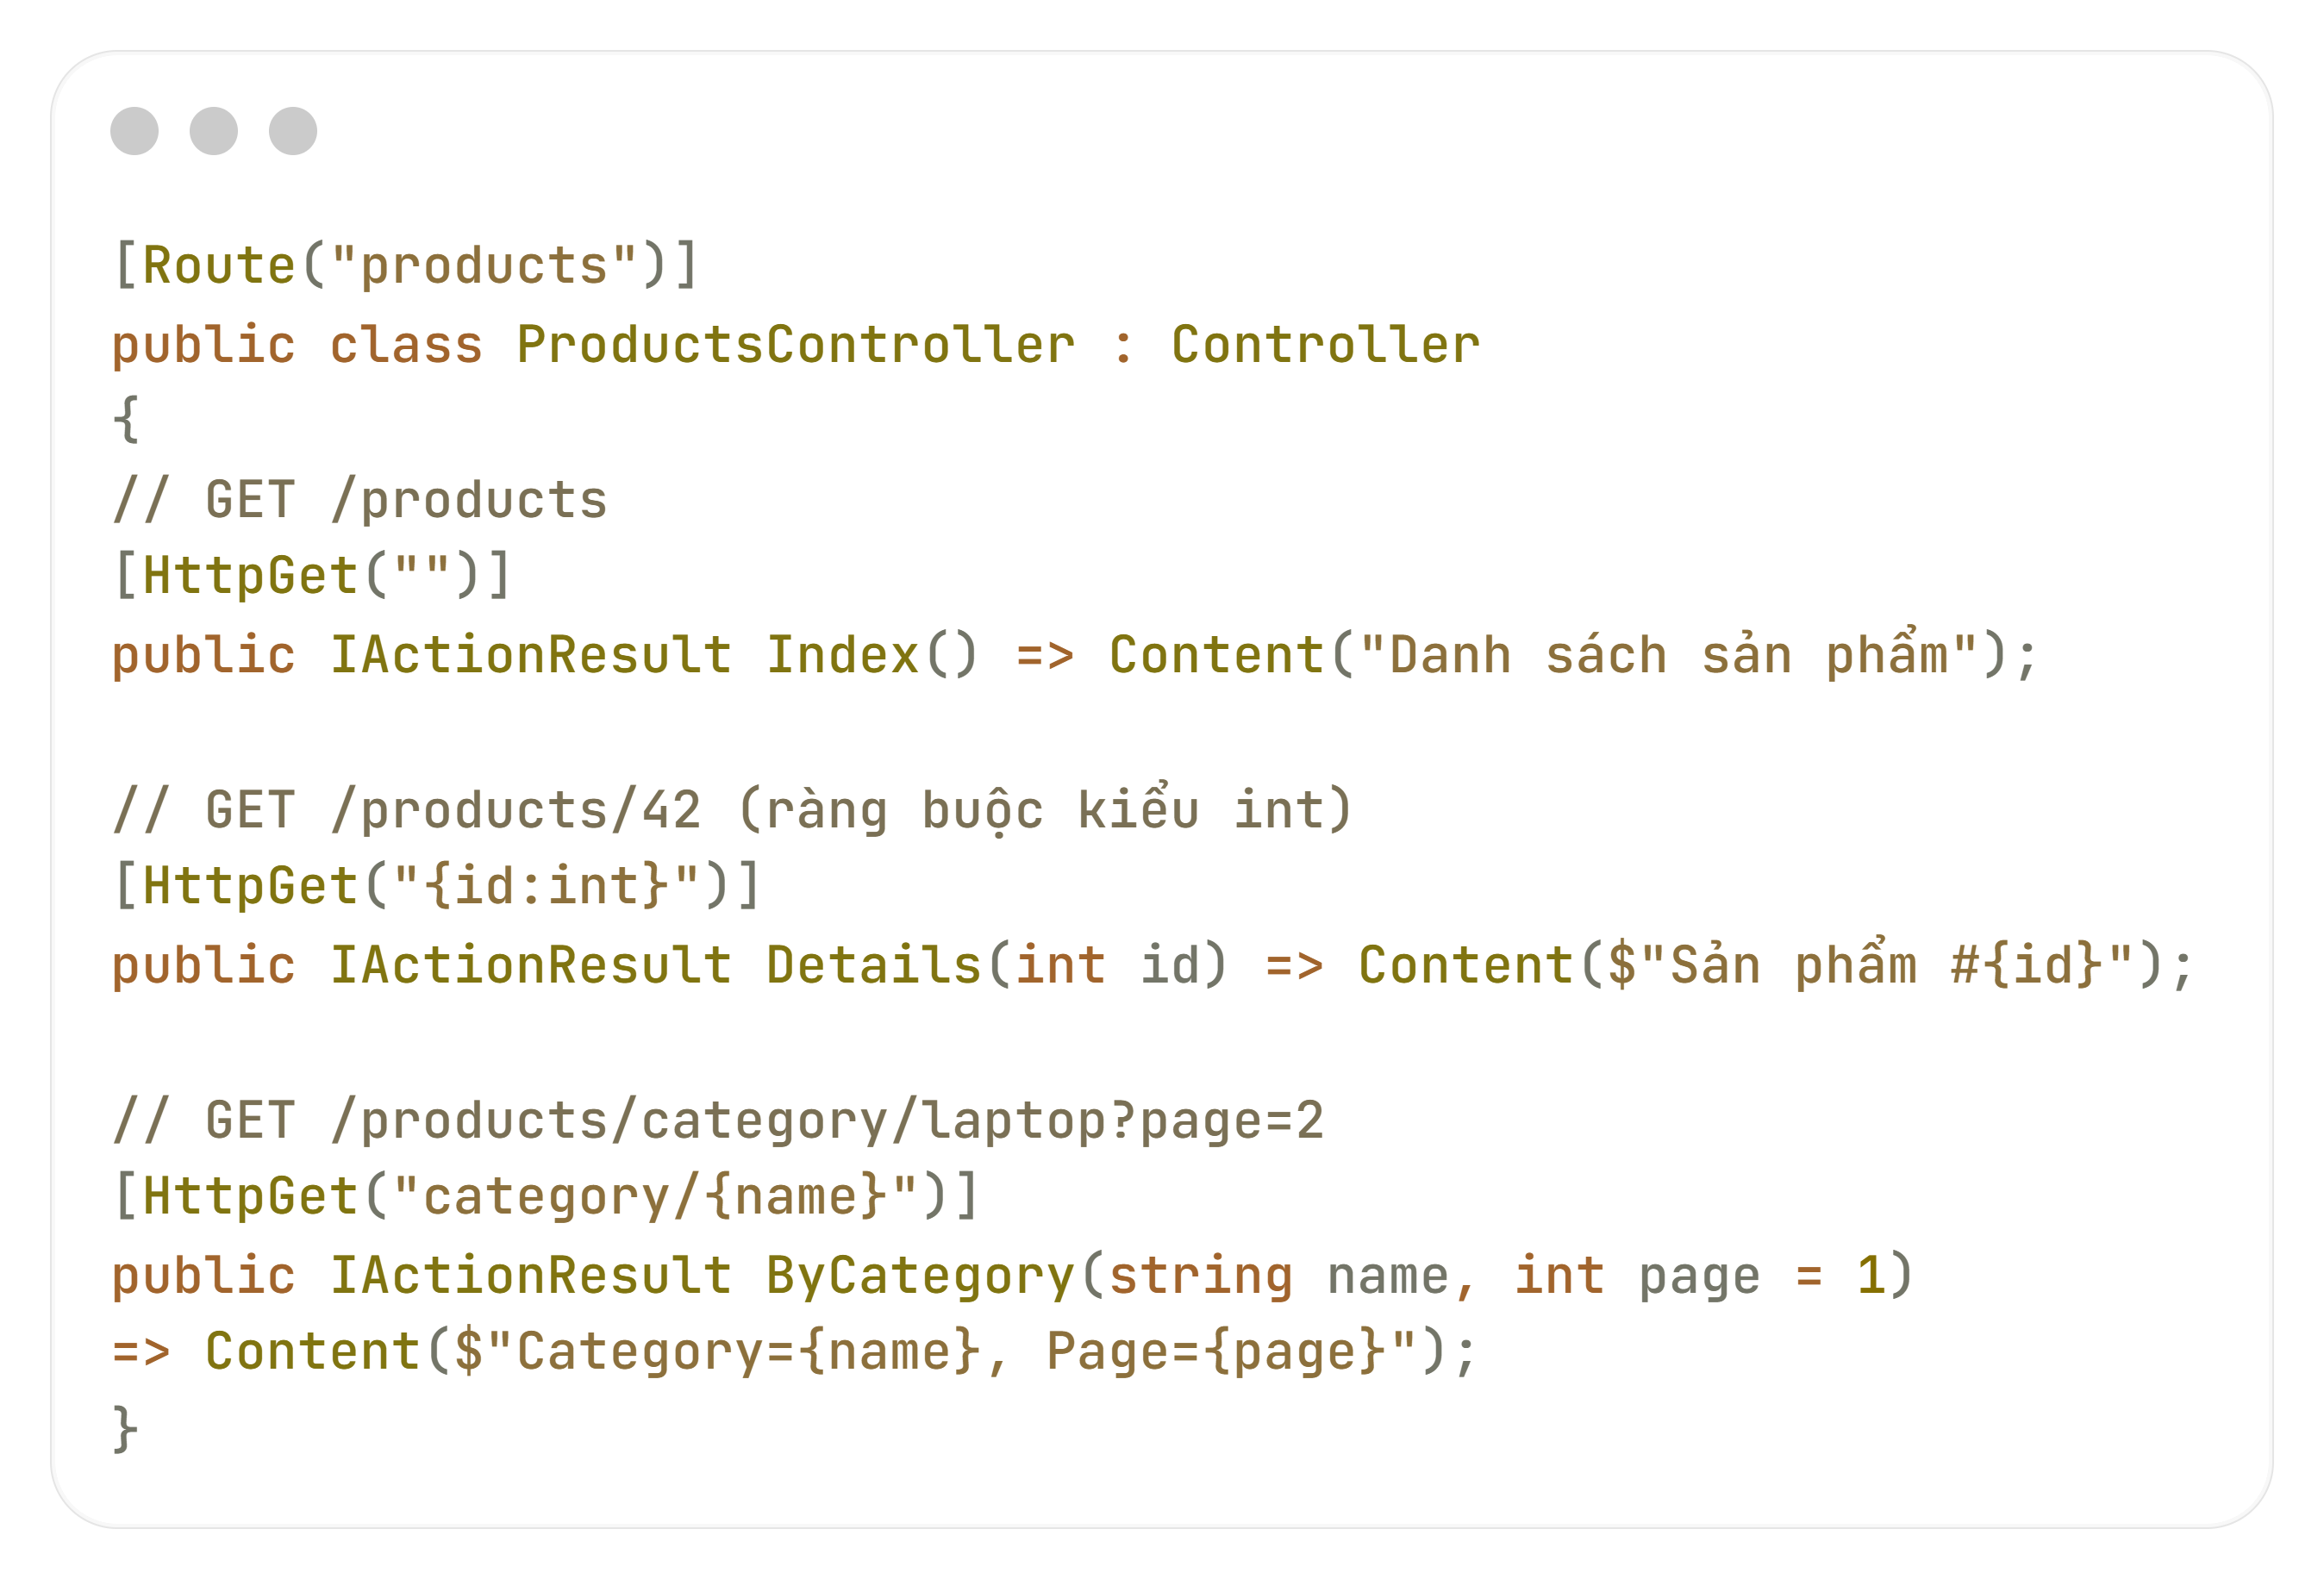 [Route("products")]
public class ProductsController : Controller
{
// GET /products
[HttpGet("")]
public IActionResult Index() => Content("Danh sách sản phẩm");
// GET /products/42 (ràng buộc kiểu int)
[HttpGet("{id:int}")]
public IActionResult Details(int id) => Content($"Sản phẩm #{id}");
// GET /products/category/laptop?page=2
[HttpGet("category/{name}")]
public IActionResult ByCategory(string name, int page = 1)
=> Content($"Category={name}, Page={page}");
}